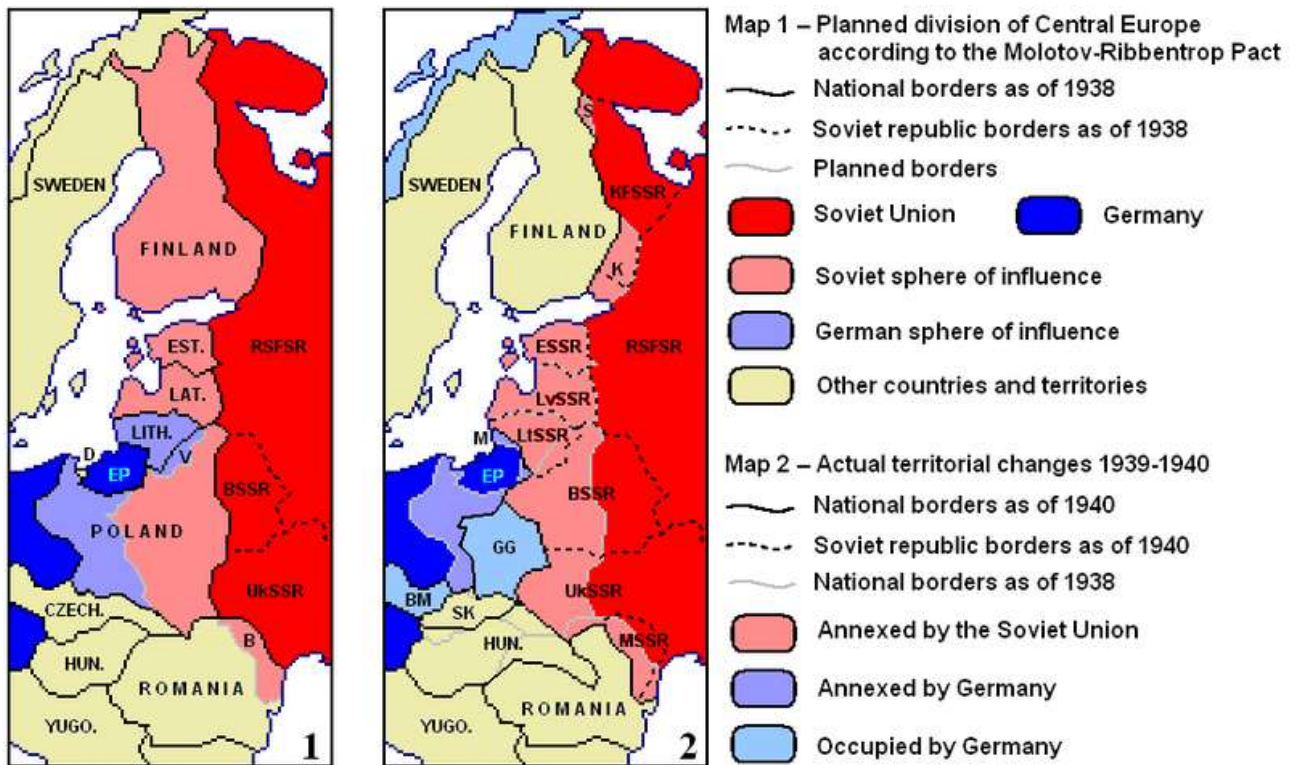 SWEDEN
FINLAND
EST.
RSFSR
LAT.
LITH.
D
V
EP
BSSR
POLAND
UkSSR
CZECH.
B
HUN.
ROMANIA
YUGO.
1
S
SWEDEN
KFSSR
FINLAND
K
ESSR
RSFSR
LvSSR
M
LtSSR
EP
BSSR
GG
BM
UkSSR
SK
HUN.
MSSR
ROMANIA
YUGO.
2
Map 1 – Planned division of Central Europe
according to the Molotov-Ribbentrop Pact
National borders as of 1938
Soviet republic borders as of 1938
Planned borders
Soviet Union
Germany
Soviet sphere of influence
German sphere of influence
Other countries and territories
Map 2 – Actual territorial changes 1939-1940
National borders as of 1940
Soviet republic borders as of 1940
National borders as of 1938
Annexed by the Soviet Union
Annexed by Germany
Occupied by Germany